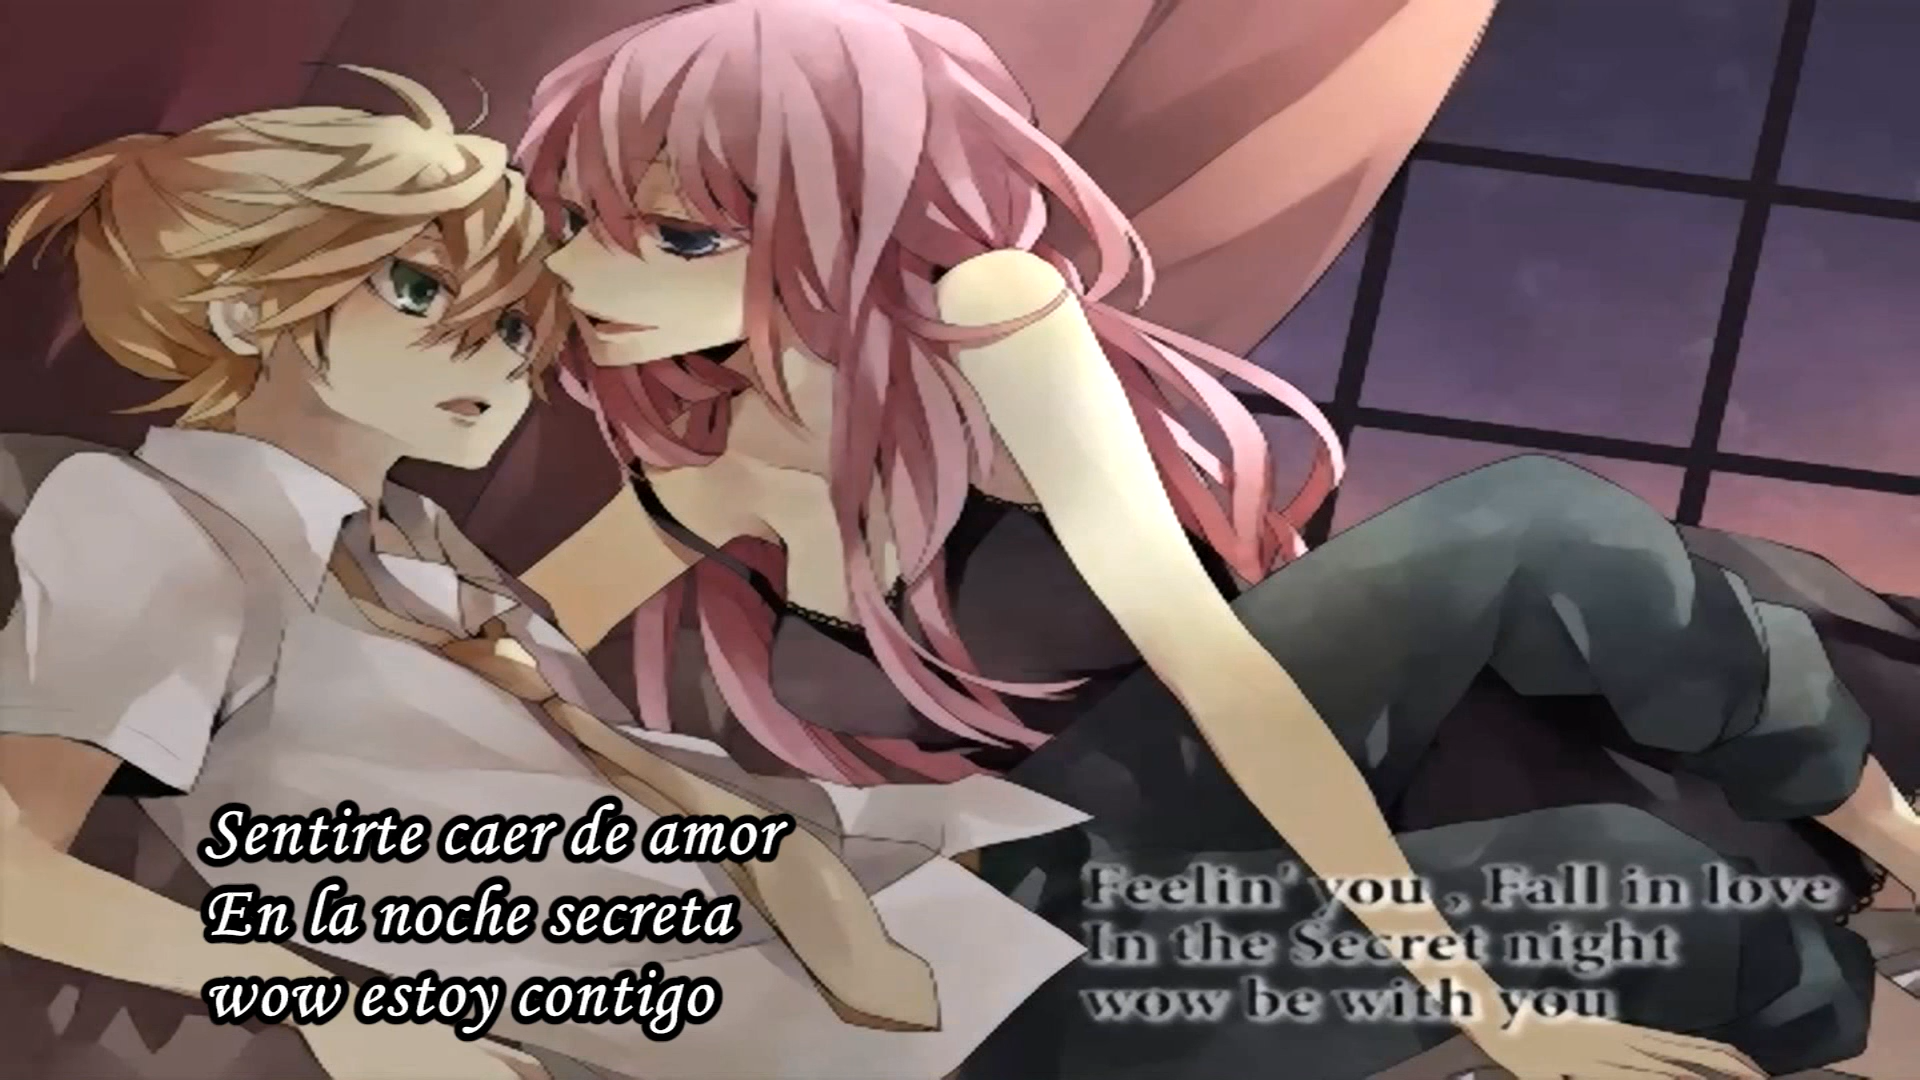 Sentirte caer de amor
En la noche secreta
wow estoy contigo
Feelin' you , Fall in love
In the Secret night
wow be with you